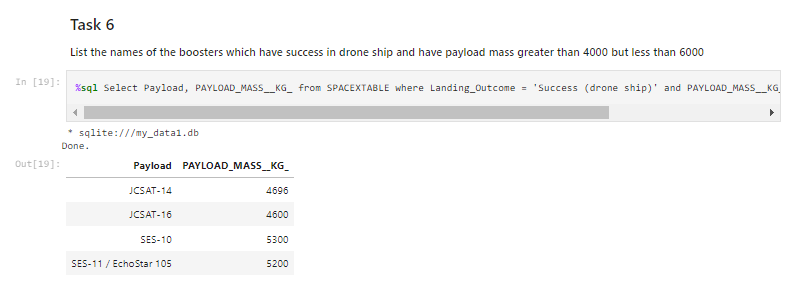 Task 6
List the names of the boosters which have success in drone ship and have payload mass greater than 4000 but less than 6000
In [19]: %sql Select Payload, PAYLOAD_MASS__KG_ from SPACEXTABLE where Landing_Outcome = 'Success (drone ship)' and PAYLOAD_MASS__KG_
* sqlite:///my_data1.db
Done.
Out[19]: Payload PAYLOAD_MASS__KG_
JCSAT-14 4696
JCSAT-16 4600
SES-10 5300
SES-11 / EchoStar 105 5200